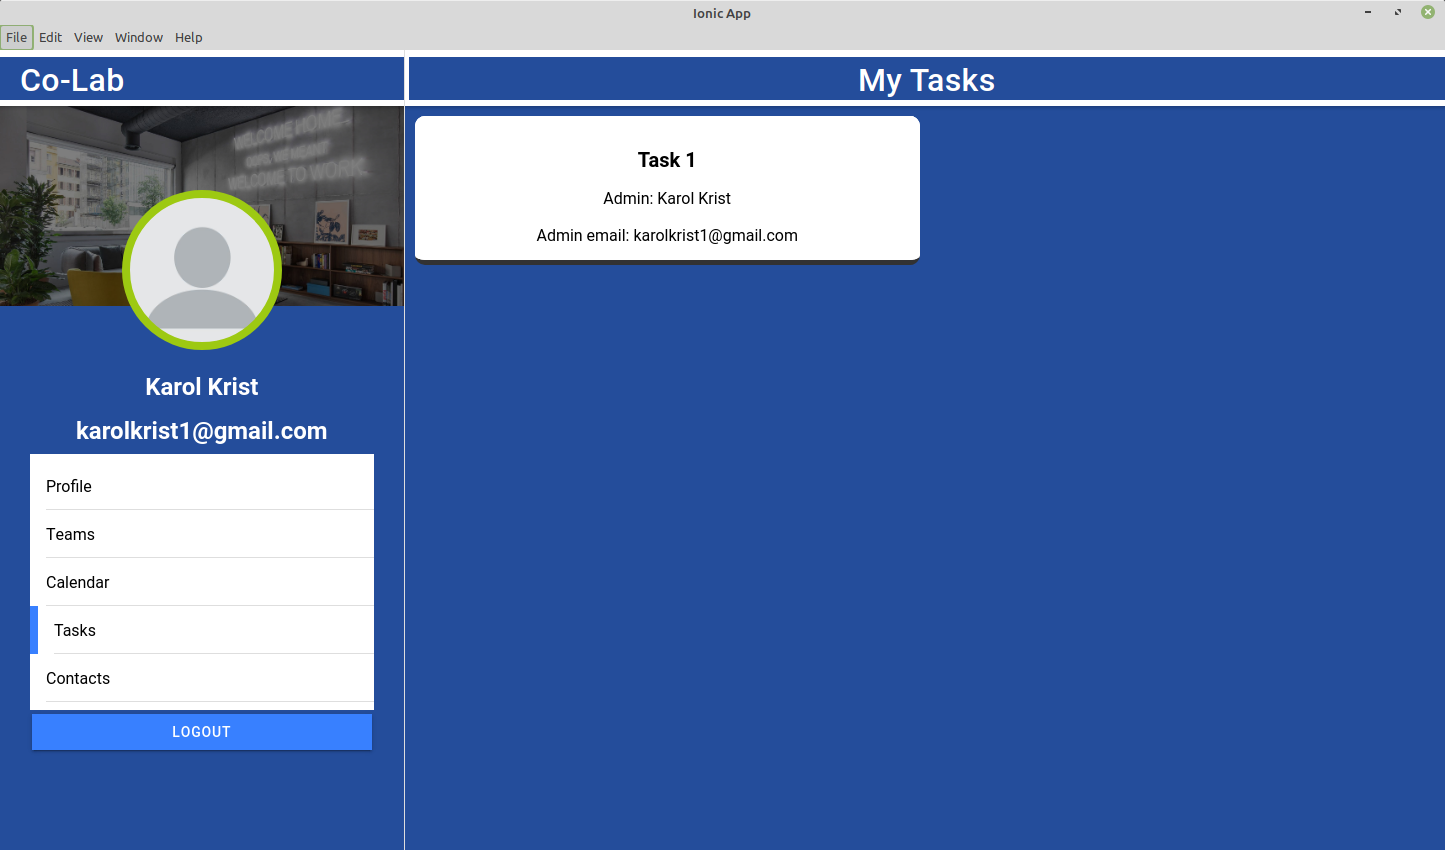 Ionic App
File Edit View Window Help
Co-Lab
My Tasks
WELCOME HOME.
WELCOME TO WORK.
Karol Krist
karolkrist1@gmail.com
Profile
Teams
Calendar
Tasks
Contacts
LOGOUT
Task 1
Admin: Karol Krist
Admin email: karolkrist1@gmail.com